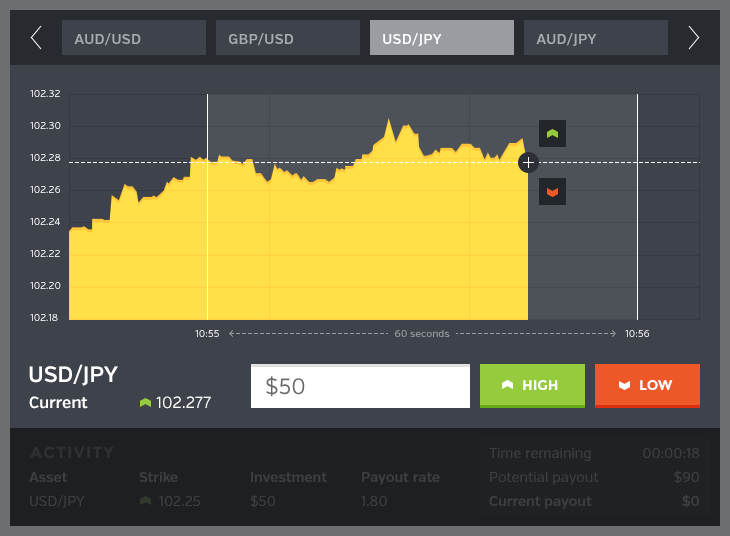 AUD/USD GBP/USD USD/JPY AUD/JPY
102.32
102.30
102.28
102.26
102.24
102.22
102.20
102.18
10:55 60 seconds 10:56
USD/JPY
Current 102.277
$50
HIGH
LOW
ACTIVITY
Asset Strike Investment Payout rate
USD/JPY 102.25 $50 1.80
Time remaining 00:00:18
Potential payout $90
Current payout $0